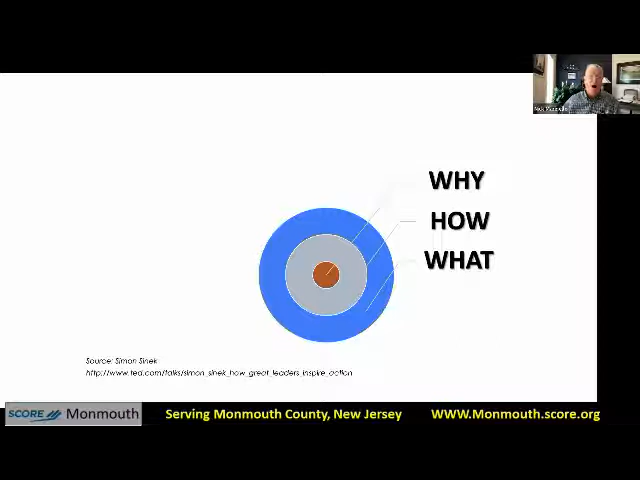 WHY
HOW
WHAT
Source: Simon Sinek
http://www.ted.com/talks/simon_sinek_how_great_leaders_inspire_action
SCORE Monmouth
Serving Monmouth County, New Jersey
WWW.Monmouth.score.org